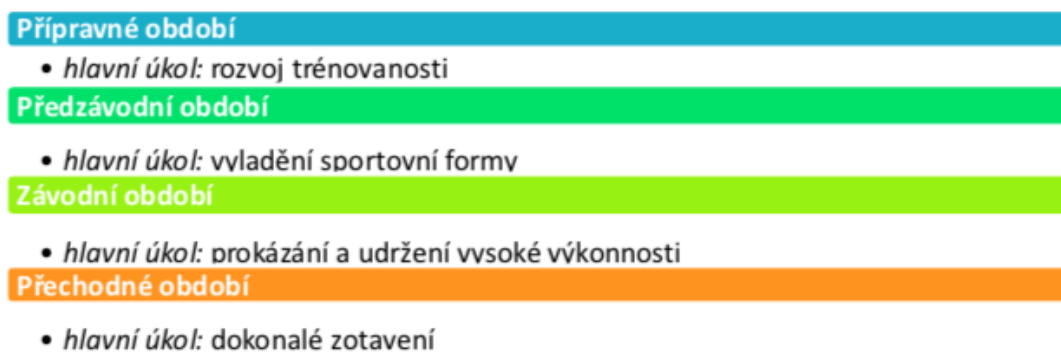 Přípravné období
• hlavní úkol: rozvoj trénovanosti
Předzávodní období
• hlavní úkol: vyladění sportovní formy
Závodní období
• hlavní úkol: prokázání a udržení vysoké výkonnosti
Přechodné období
• hlavní úkol: dokonalé zotavení